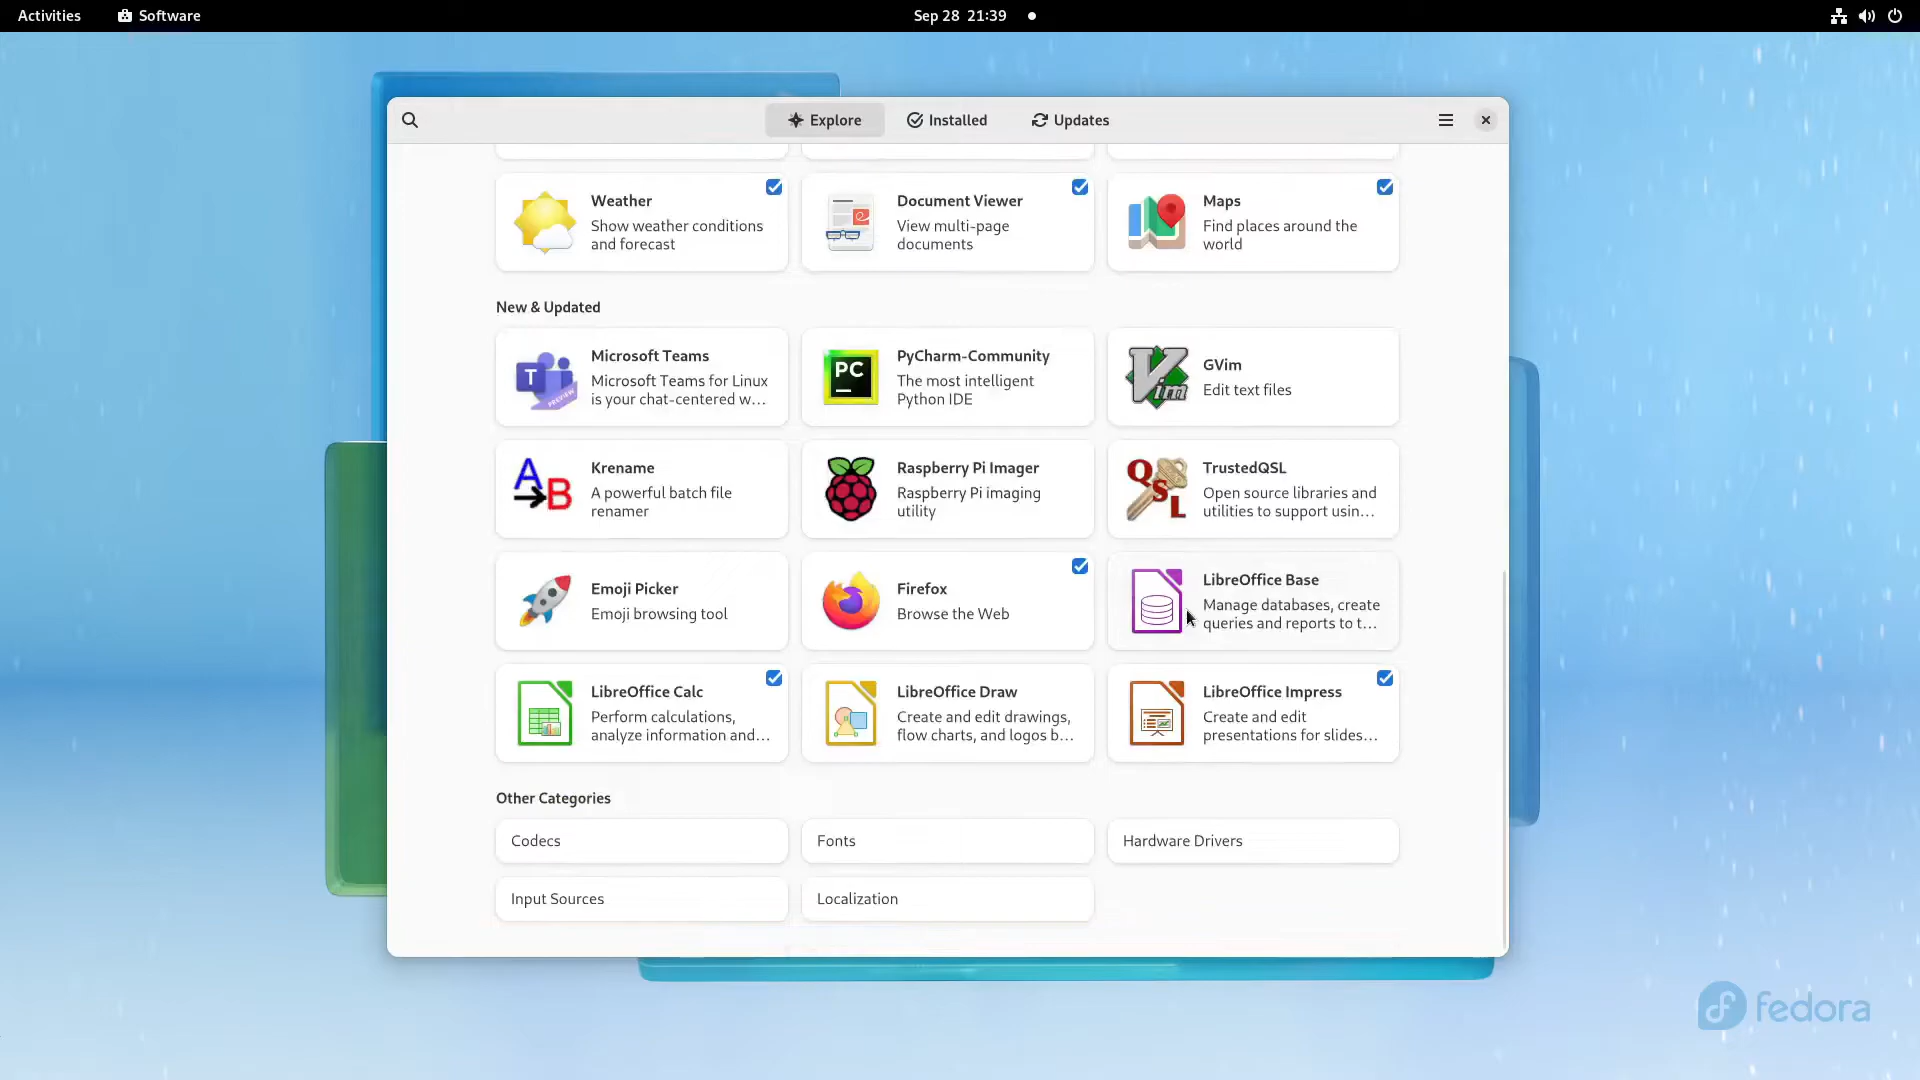 Activities Software Sep 28 21:39
Explore Installed Updates
Weather
Show weather conditions
and forecast
Document Viewer
View multi-page
documents
Maps
Find places around the
world
New & Updated
T
PREVIEW
Microsoft Teams
Microsoft Teams for Linux
is your chat-centered w...
PC
PyCharm-Community
The most intelligent
Python IDE
Vim
GVim
Edit text files
A
B
Krename
A powerful batch file
renamer
Raspberry Pi Imager
Raspberry Pi imaging
utility
QSL
TrustedQSL
Open source libraries and
utilities to support usin...
Emoji Picker
Emoji browsing tool
Firefox
Browse the Web
LibreOffice Base
Manage databases, create
queries and reports to t...
LibreOffice Calc
Perform calculations,
analyze information and...
LibreOffice Draw
Create and edit drawings,
flow charts, and logos b...
LibreOffice Impress
Create and edit
presentations for slides...
Other Categories
Codecs
Fonts
Hardware Drivers
Input Sources
Localization
fedora